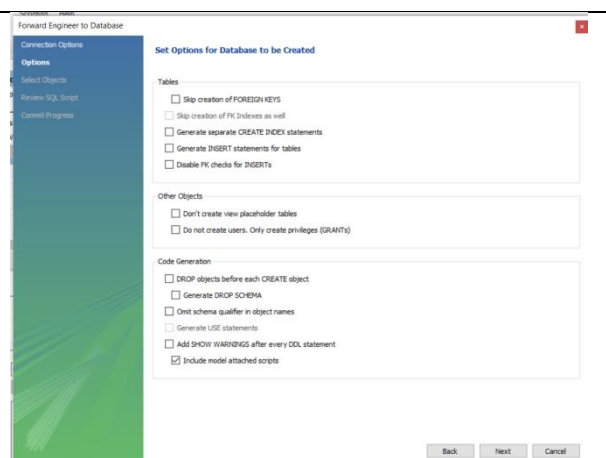 Scripting Help
Forward Engineer to Database
Connection Options
Options
Select Objects
Review SQL Script
Commit Progress
Set Options for Database to be Created
Tables
Skip creation of FOREIGN KEYS
Skip creation of FK Indexes as well
Generate separate CREATE INDEX statements
Generate INSERT statements for tables
Disable FK checks for INSERTs
Other Objects
Don't create view placeholder tables
Do not create users. Only create privileges (GRANTs)
Code Generation
DROP objects before each CREATE object
Generate DROP SCHEMA
Omit schema qualifier in object names
Generate USE statements
Add SHOW WARNINGS after every DDL statement
Include model attached scripts
Back Next Cancel